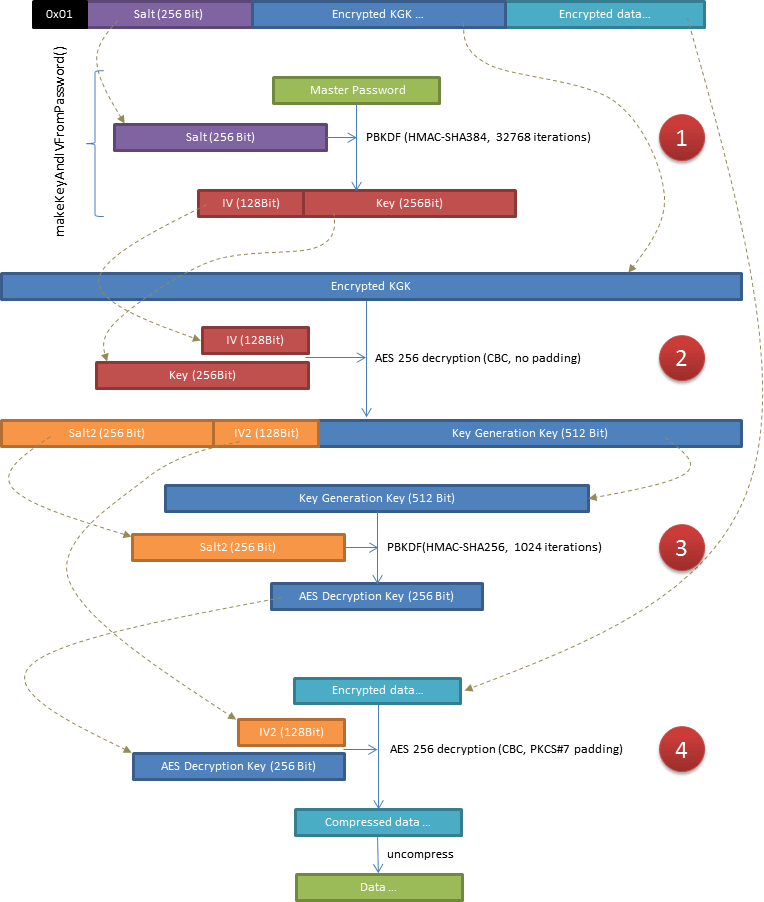 0x01
Salt (256 Bit)
Encrypted KGK ...
Encrypted data...
makeKeyAndIVFromPassword()
Master Password
Salt (256 Bit)
PBKDF (HMAC-SHA384, 32768 iterations)
1
IV (128Bit)
Key (256Bit)
Encrypted KGK
IV (128Bit)
AES 256 decryption (CBC, no padding)
2
Key (256Bit)
Salt2 (256 Bit)
IV2 (128Bit)
Key Generation Key (512 Bit)
Key Generation Key (512 Bit)
Salt2 (256 Bit)
PBKDF(HMAC-SHA256, 1024 iterations)
3
AES Decryption Key (256 Bit)
Encrypted data...
IV2 (128Bit)
AES 256 decryption (CBC, PKCS#7 padding)
4
AES Decryption Key (256 Bit)
Compressed data ...
uncompress
Data ...